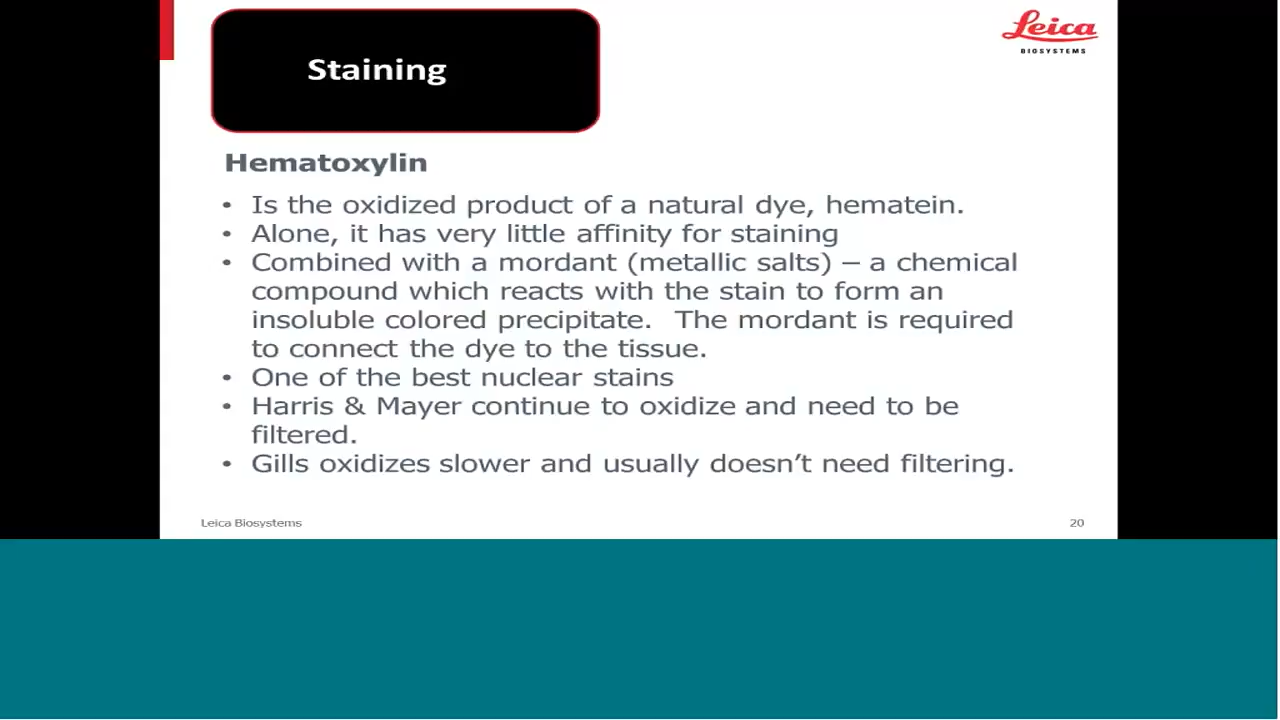 Staining
Leica
BIOSYSTEMS
Hematoxylin
• Is the oxidized product of a natural dye, hematein.
• Alone, it has very little affinity for staining
• Combined with a mordant (metallic salts) – a chemical
compound which reacts with the stain to form an
insoluble colored precipitate.  The mordant is required
to connect the dye to the tissue.
• One of the best nuclear stains
• Harris & Mayer continue to oxidize and need to be
filtered.
• Gills oxidizes slower and usually doesn’t need filtering.
Leica Biosystems
20